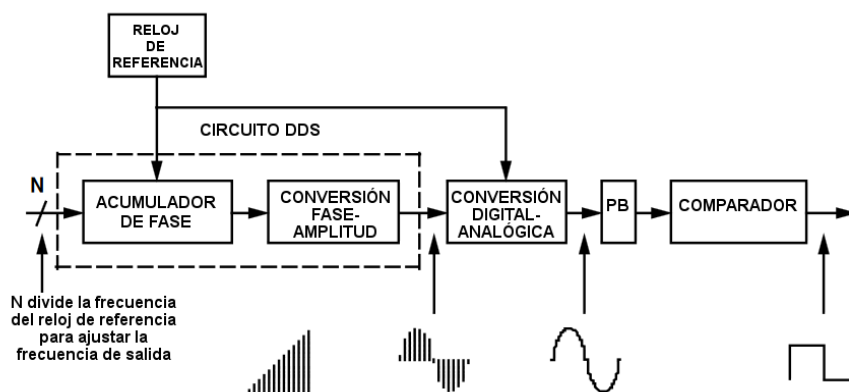 RELOJ
DE
REFERENCIA
CIRCUITO DDS
N
ACUMULADOR
DE FASE
CONVERSIÓN
FASE-
AMPLITUD
CONVERSIÓN
DIGITAL-
ANALÓGICA
PB
COMPARADOR
N divide la frecuencia
del reloj de referencia
para ajustar la
frecuencia de salida